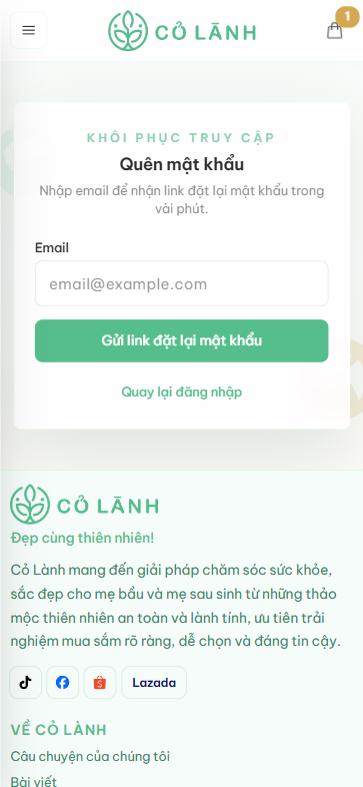 CỎ LÃNH
1
KHÔI PHỤC TRUY CẬP
Quên mật khẩu
Nhập email để nhận link đặt lại mật khẩu trong
vài phút.
Email
email@example.com
Gửi link đặt lại mật khẩu
Quay lại đăng nhập
CỎ LÃNH
Đẹp cùng thiên nhiên!
Cỏ Lành mang đến giải pháp chăm sóc sức khỏe,
sắc đẹp cho mẹ bầu và mẹ sau sinh từ những thảo
mộc thiên nhiên an toàn và lành tính, ưu tiên trải
nghiệm mua sắm rõ ràng, dễ chọn và đáng tin cậy.
Lazada
VỀ CỎ LÀNH
Câu chuyện của chúng tôi
Bài viết